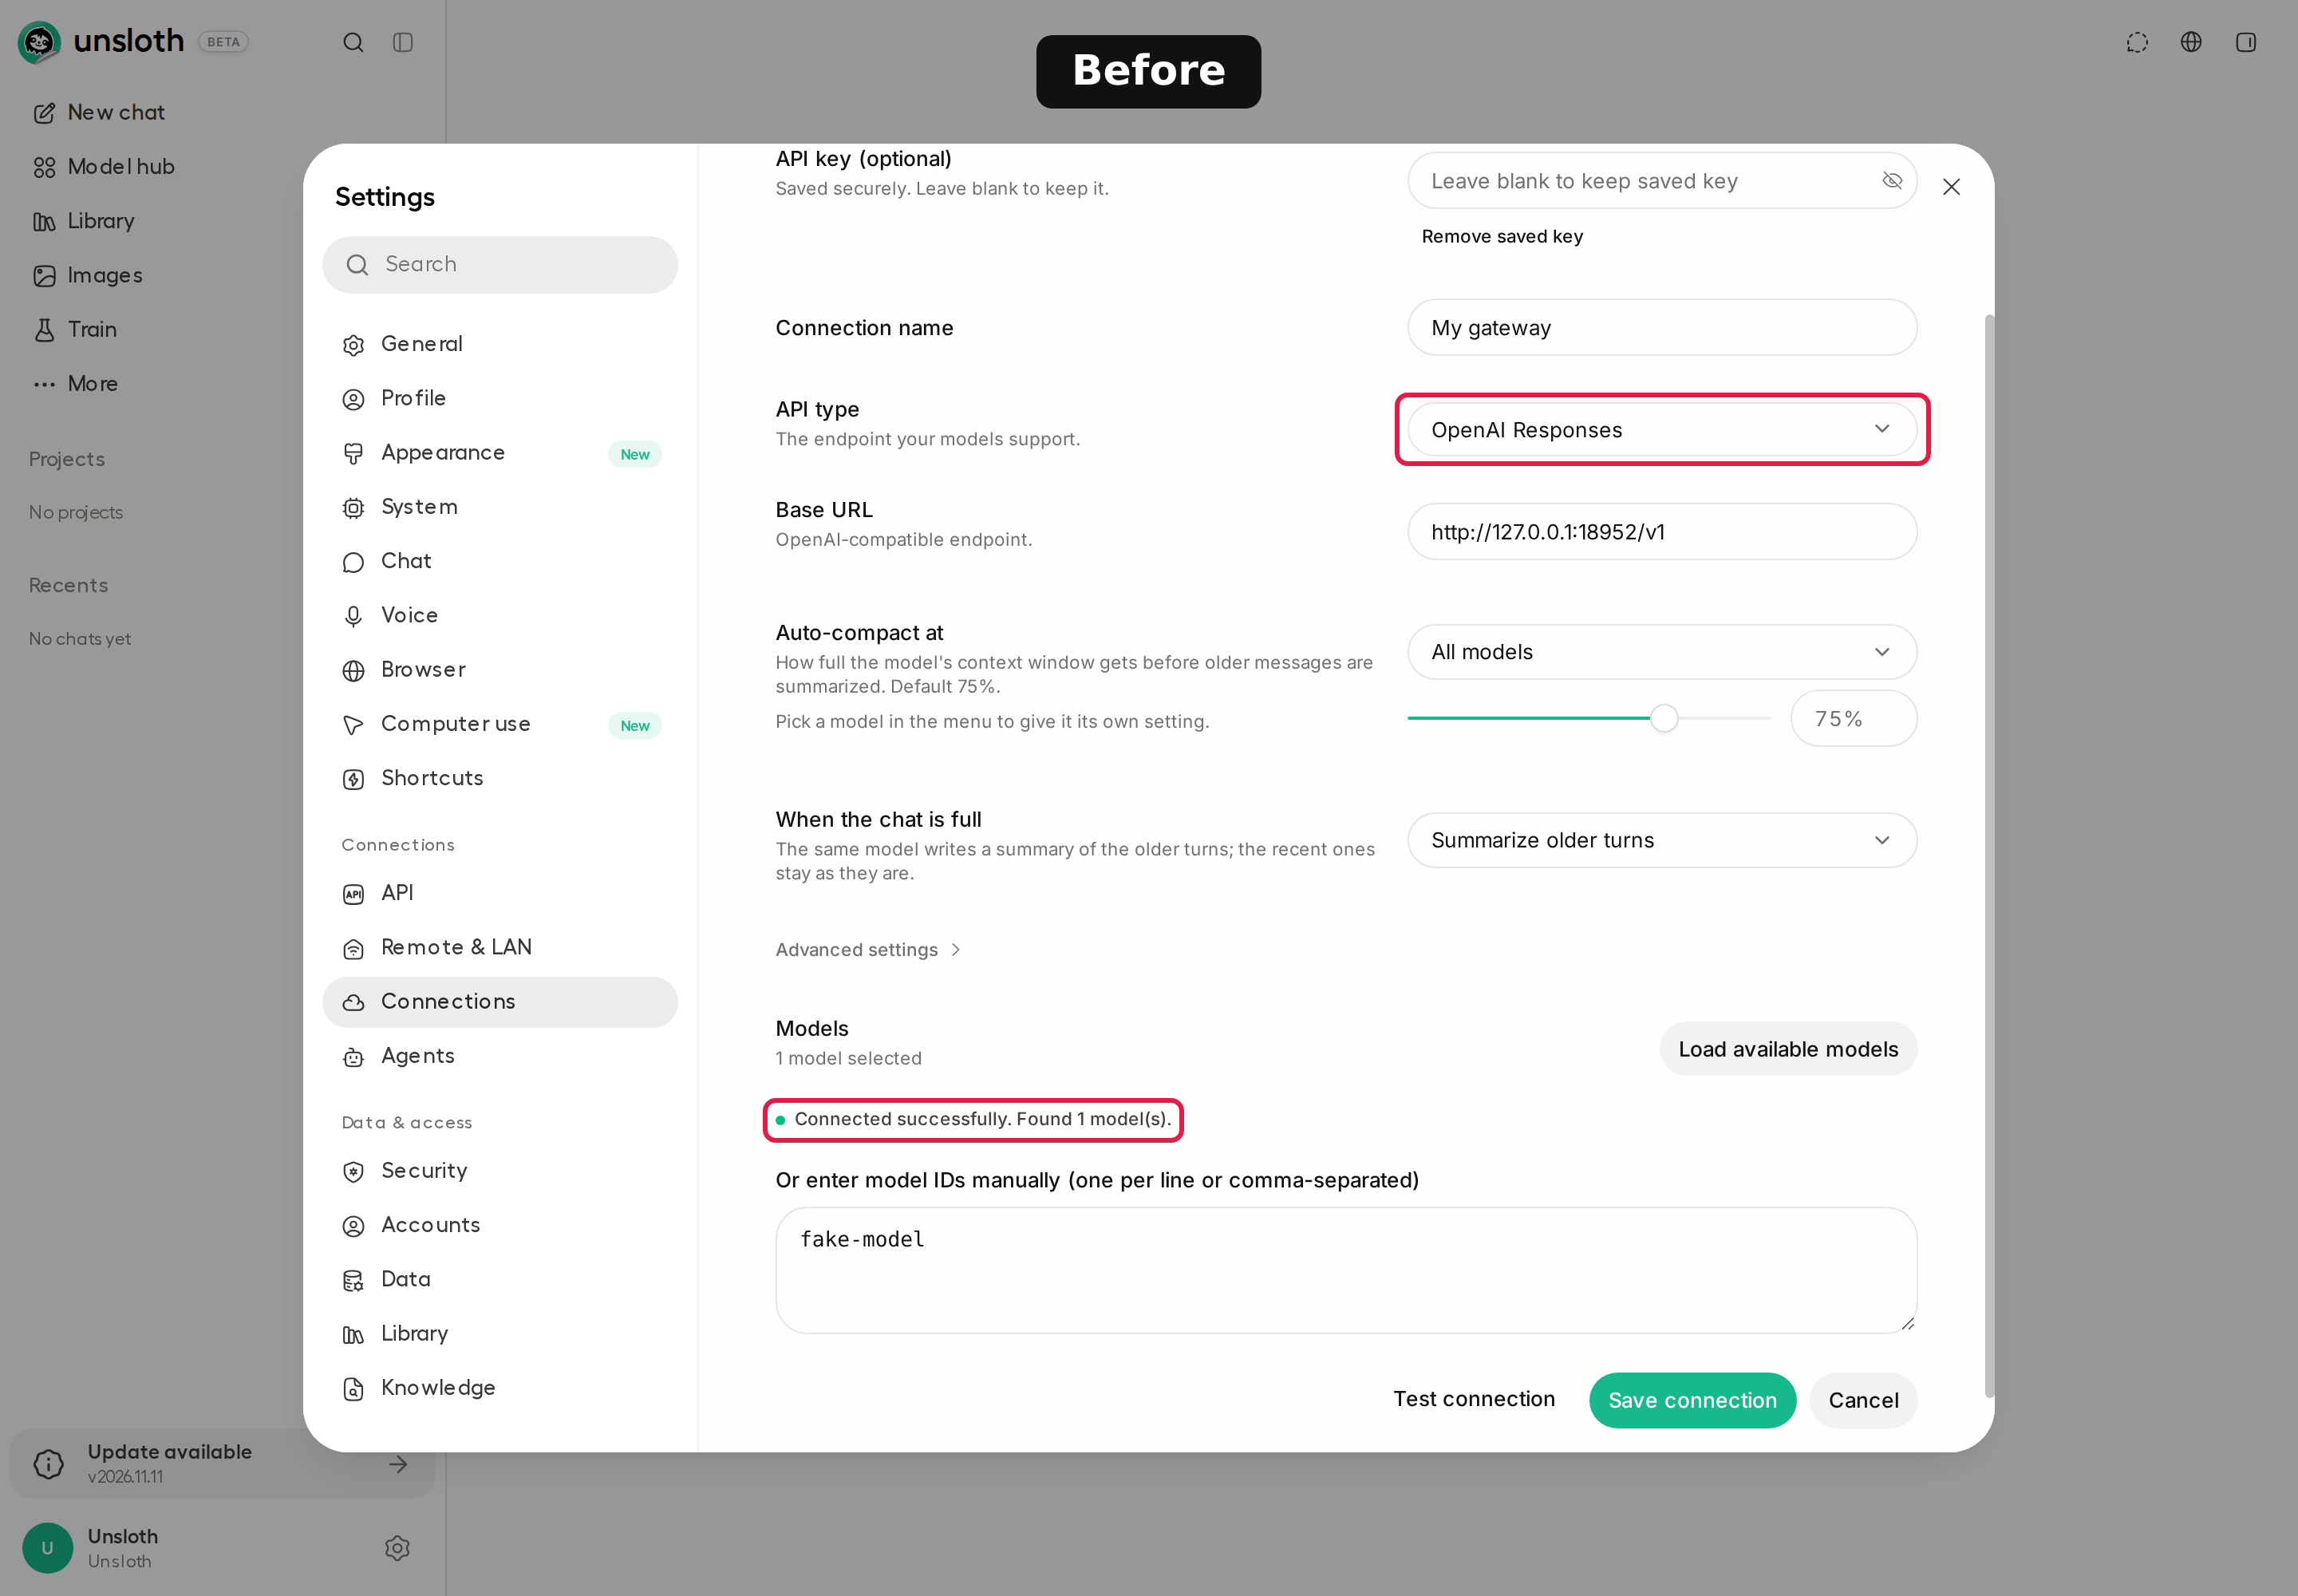 unsloth BETA
Before
New chat
Model hub
Library
Images
Train
More
Projects
No projects
Recents
No chats yet
Update available
v2026.11.11
U
Unsloth
Unsloth
Settings
Search
General
Profile
Appearance New
System
Chat
Voice
Browser
Computer use New
Shortcuts
Connections
API API
Remote & LAN
Connections
Agents
Data & access
Security
Accounts
Data
Library
Knowledge
API key (optional)
Saved securely. Leave blank to keep it.
Leave blank to keep saved key
Remove saved key
Connection name
My gateway
API type
The endpoint your models support.
OpenAI Responses
Base URL
OpenAI-compatible endpoint.
http://127.0.0.1:18952/v1
Auto-compact at
How full the model's context window gets before older messages are
summarized. Default 75%.
Pick a model in the menu to give it its own setting.
All models
75%
When the chat is full
The same model writes a summary of the older turns; the recent ones
stay as they are.
Summarize older turns
Advanced settings
Models
1 model selected
Load available models
Connected successfully. Found 1 model(s).
Or enter model IDs manually (one per line or comma-separated)
fake-model
Test connection
Save connection
Cancel